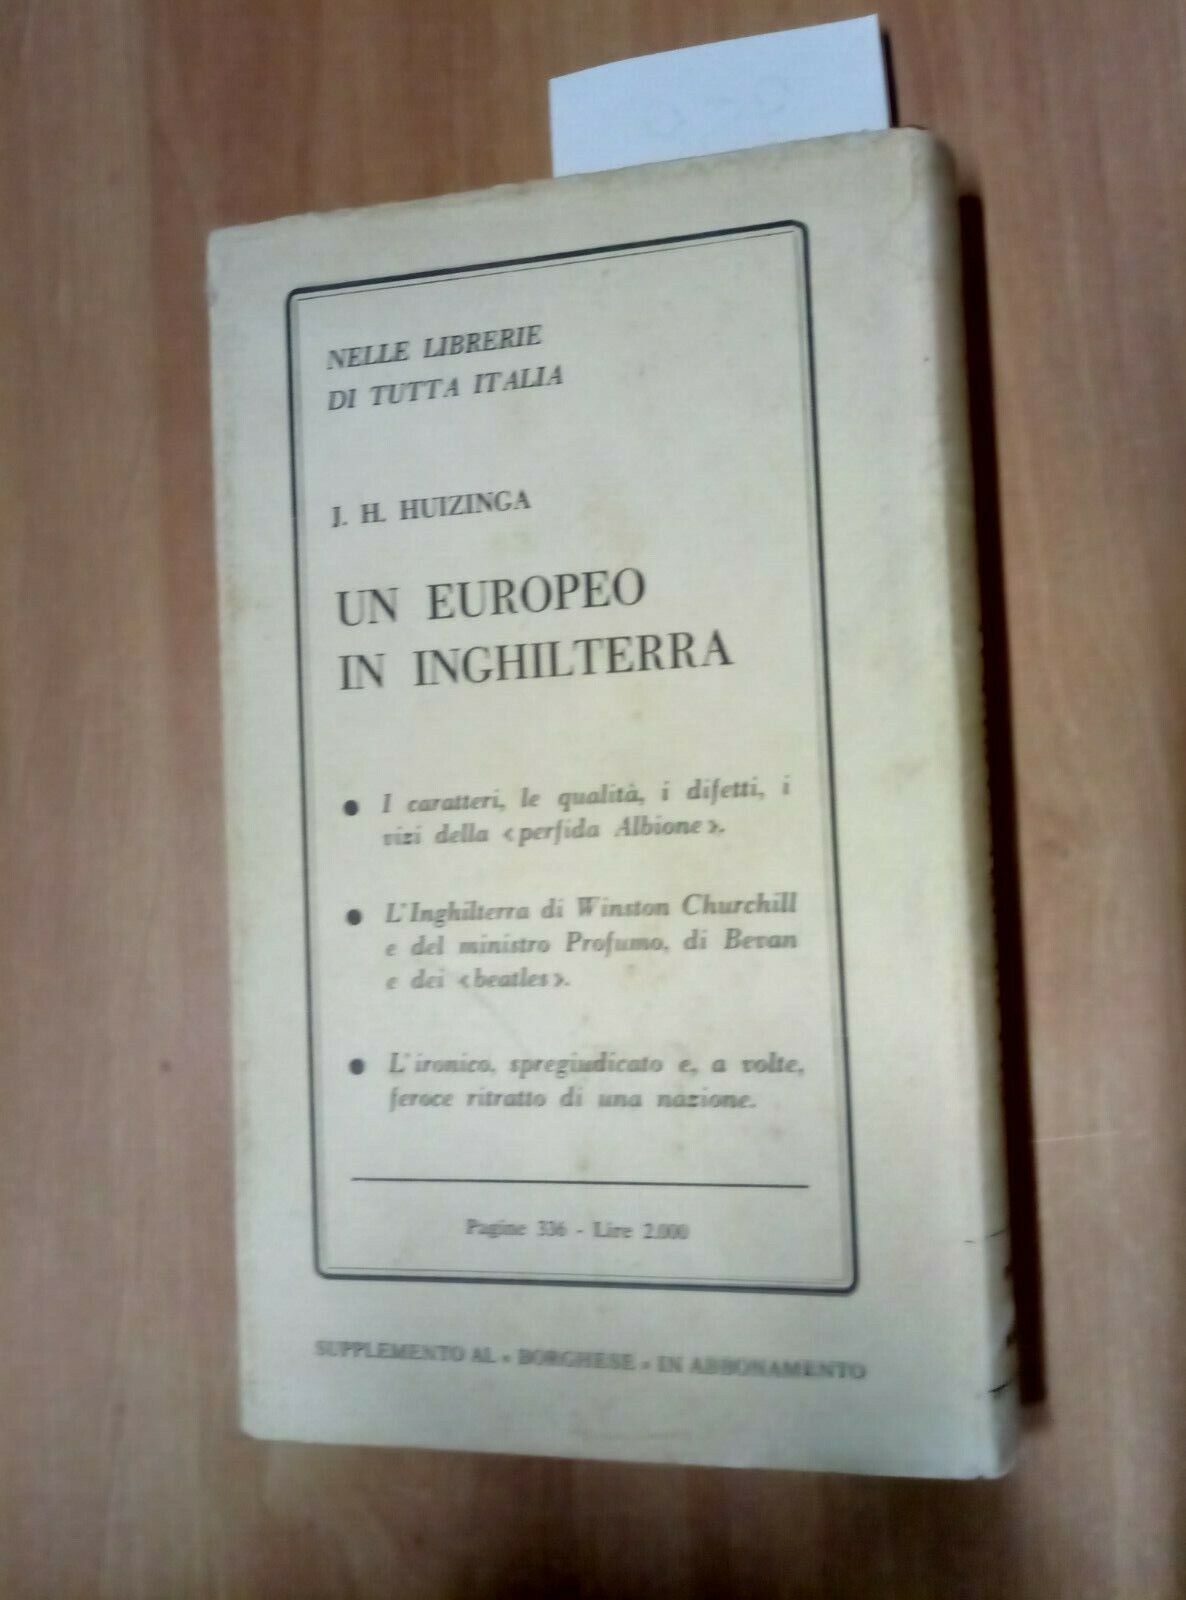 NELLE LIBRERIE
DI TUTTA ITALIA
J. H. HUIZINGA
UN EUROPEO
IN INGHILTERRA
● I caratteri, le qualità, i difetti, i
vizi della «perfida Albione».
● L'Inghilterra di Winston Churchill
e del ministro Profumo, di Bevan
e dei «beatles».
● L'ironico, spregiudicato e, a volte,
feroce ritratto di una nazione.
Pagine 336 - Lire 2.000
SUPPLEMENTO AL «BORGHESE» IN ABBONAMENTO